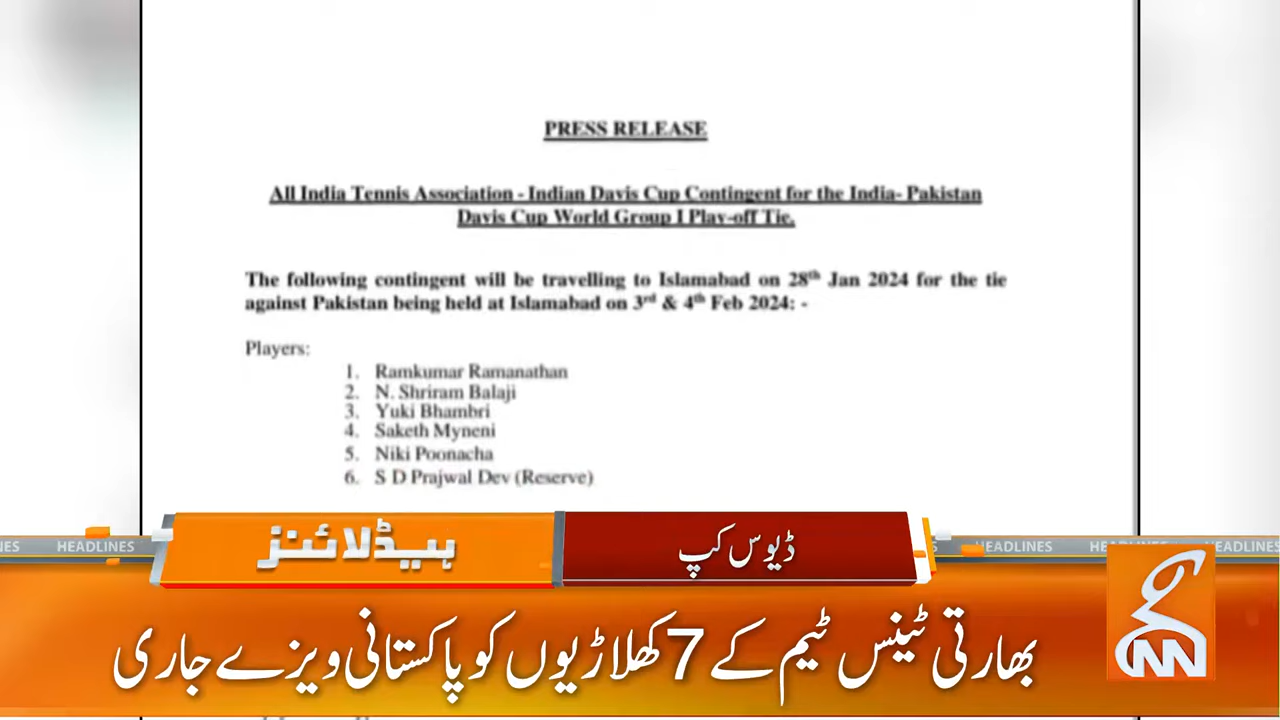 PRESS RELEASE
All India Tennis Association - Indian Davis Cup Contingent for the India- Pakistan
Davis Cup World Group I Play-off Tie.
The following contingent will be travelling to Islamabad on 28th Jan 2024 for the tie
against Pakistan being held at Islamabad on 3rd & 4th Feb 2024: -
Players:
1. Ramkumar Ramanathan
2. N. Shriram Balaji
3. Yuki Bhambri
4. Saketh Myneni
5. Niki Poonacha
6. S D Prajwal Dev (Reserve)
HEADLINES
HEADLINES
HEADLINES
ہیڈلائنز
ڈیوس کپ
بھارتی ٹینس ٹیم کے 7 کھلاڑیوں کو پاکستانی ویزے جاری
GNN